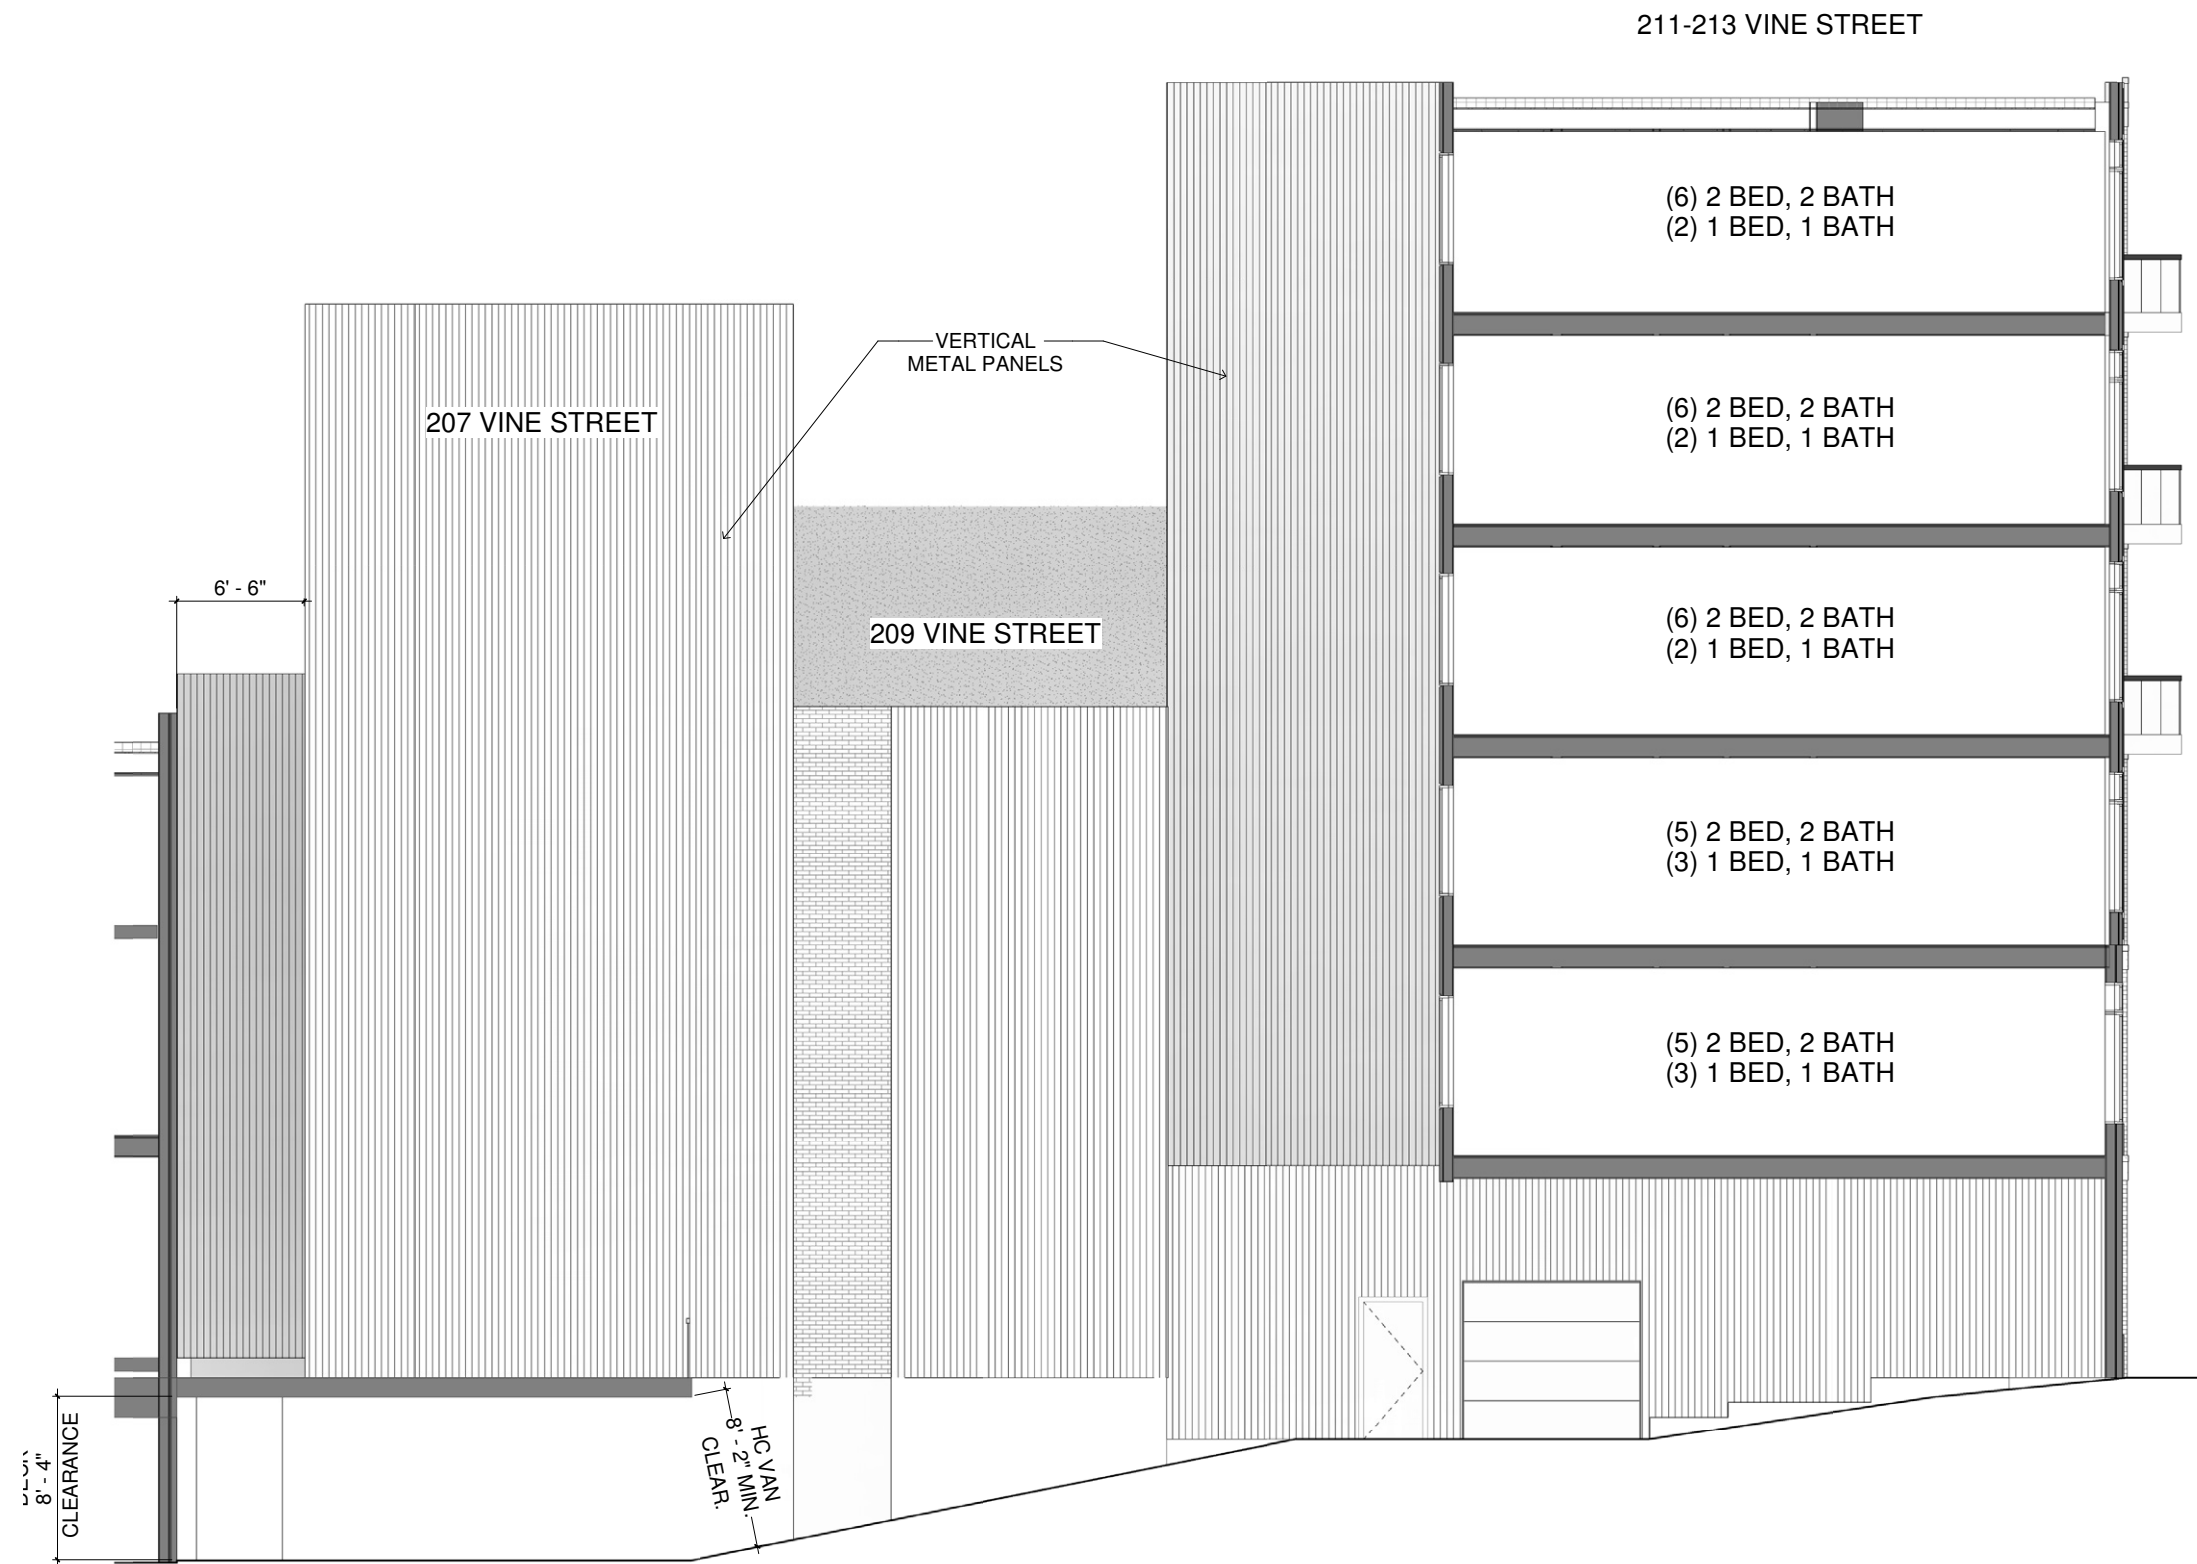 211-213 VINE STREET
(6) 2 BED, 2 BATH
(2) 1 BED, 1 BATH
VERTICAL
METAL PANELS
207 VINE STREET
(6) 2 BED, 2 BATH
(2) 1 BED, 1 BATH
6' - 6"
209 VINE STREET
(6) 2 BED, 2 BATH
(2) 1 BED, 1 BATH
(5) 2 BED, 2 BATH
(3) 1 BED, 1 BATH
(5) 2 BED, 2 BATH
(3) 1 BED, 1 BATH
8' - 4"
CLEARANCE
HC VAN
8' - 2" MIN.
CLEAR.